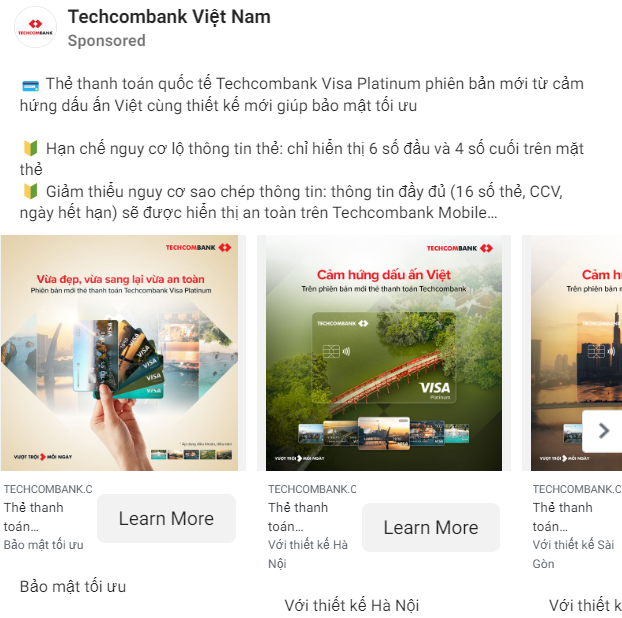 Techcombank Việt Nam
Sponsored
TECHCOMBANK
Thẻ thanh toán quốc tế Techcombank Visa Platinum phiên bản mới từ cảm
hứng dấu ấn Việt cùng thiết kế mới giúp bảo mật tối ưu
Hạn chế nguy cơ lộ thông tin thẻ: chỉ hiển thị 6 số đầu và 4 số cuối trên mặt
thẻ
Giảm thiểu nguy cơ sao chép thông tin: thông tin đầy đủ (16 số thẻ, CCV,
ngày hết hạn) sẽ được hiển thị an toàn trên Techcombank Mobile...
TECHCOMBANK
Vừa đẹp, vừa sang lại vừa an toàn
Phiên bản mới thẻ thanh toán Techcombank Visa Platinum
VISA
VISA
VISA
VISA
VƯỢT TRỘI MỖI NGÀY
TECHCOMBANK
Cảm hứng dấu ấn Việt
Trên phiên bản mới thẻ thanh toán Techcombank
TECHCOMBANK
VISA
Platinum
VƯỢT TRỘI MỖI NGÀY
Cảm h
Trên phiên bản m
TECHCOMBANK
VƯỢT TRỘI MỖI NGÀY
TECHCOMBANK.C
Thẻ thanh
toán...
Bảo mật tối ưu
Learn More
Bảo mật tối ưu
TECHCOMBANK.C
Thẻ thanh
toán...
Với thiết kế Hà
Nội
Learn More
Với thiết kế Hà Nội
TECHCOMBANK.C
Thẻ thanh
toán...
Với thiết kế Sài
Gòn
Với thiết k